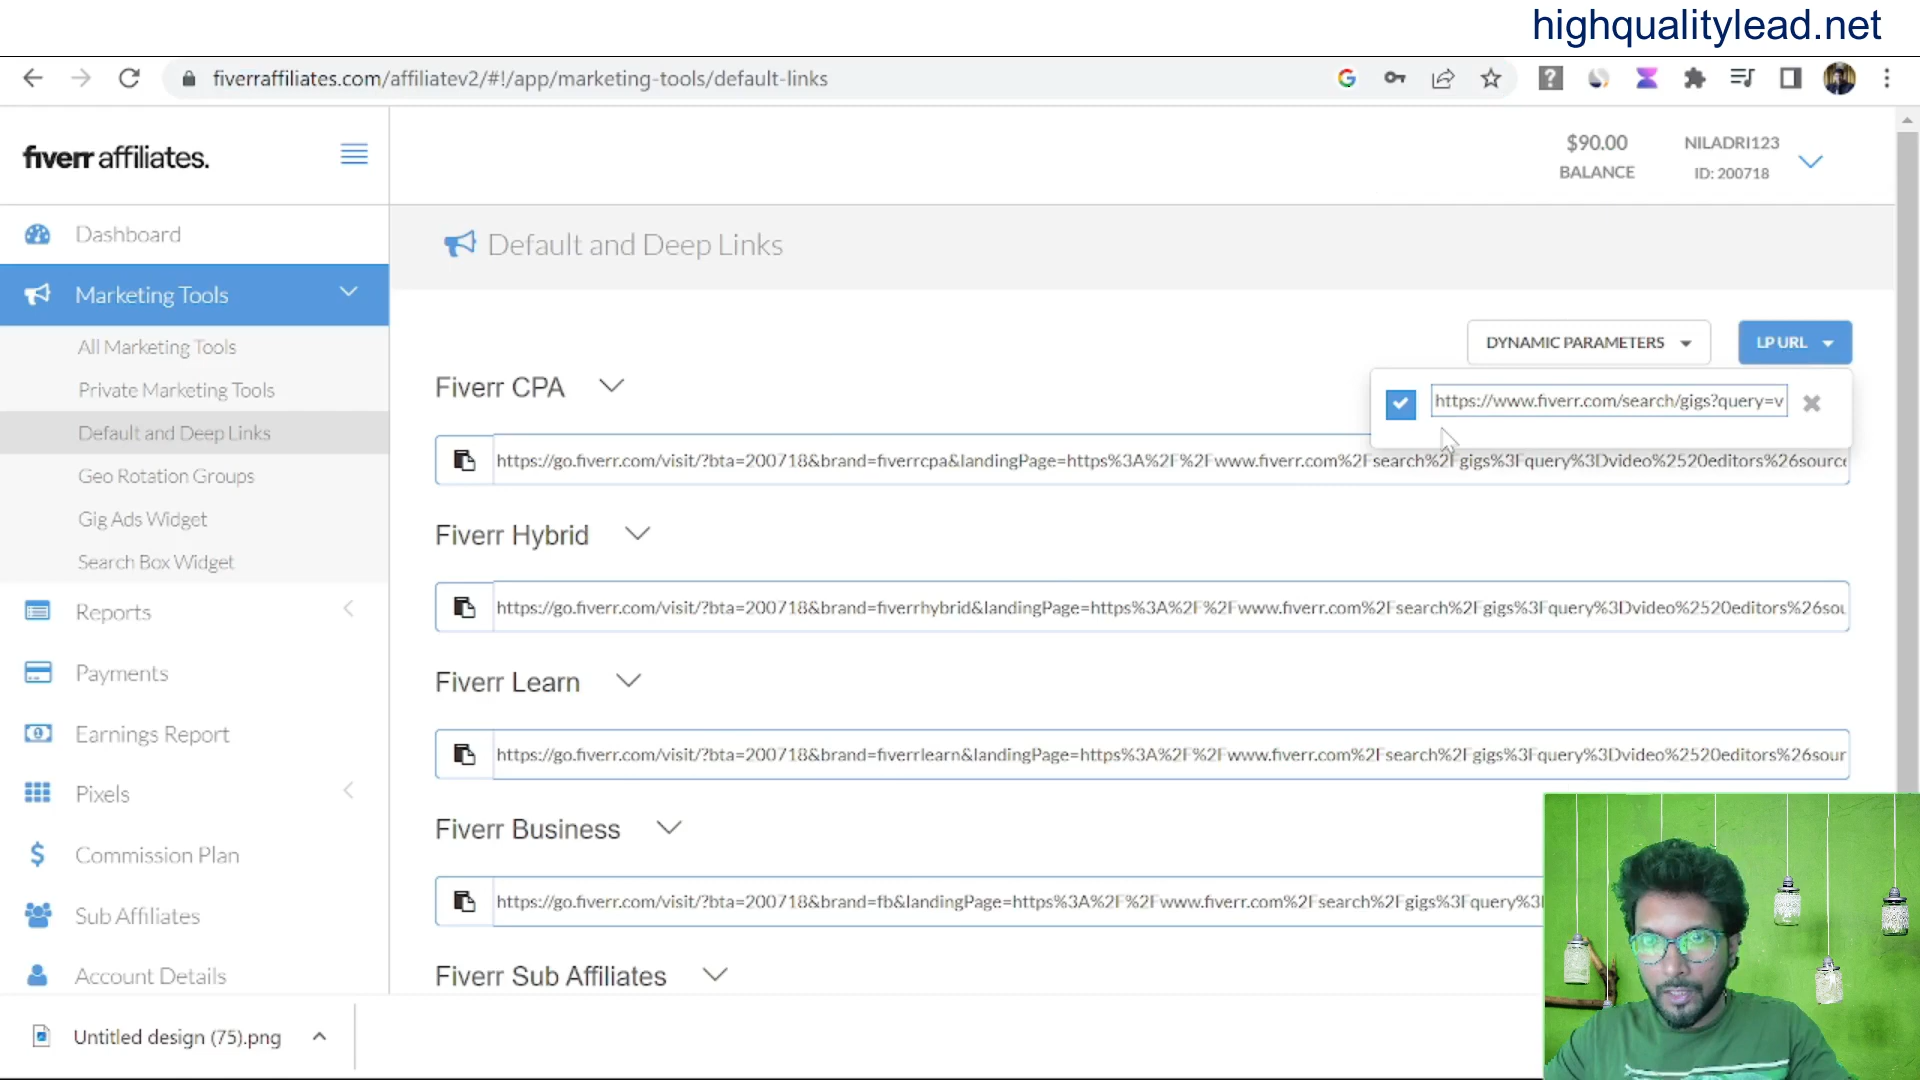 highqualitylead.net
fiverraffiliates.com/affiliatev2/#!/app/marketing-tools/default-links
fiverr affiliates.
$90.00
BALANCE
NILADRI123
ID: 200718
Dashboard
Default and Deep Links
Marketing Tools
DYNAMIC PARAMETERS
LP URL
All Marketing Tools
Private Marketing Tools
Default and Deep Links
Geo Rotation Groups
Gig Ads Widget
Search Box Widget
Reports
Payments
Earnings Report
Pixels
Commission Plan
Sub Affiliates
Account Details
Fiverr CPA
https://www.fiverr.com/search/gigs?query=v
https://go.fiverr.com/visit/?bta=200718&brand=fiverrcpa&landingPage=https%3A%2F%2Fwww.fiverr.com%2Fsearch%2Fgigs%3Fquery%3Dvideo%2520editors%26source
Fiverr Hybrid
https://go.fiverr.com/visit/?bta=200718&brand=fiverrhybrid&landingPage=https%3A%2F%2Fwww.fiverr.com%2Fsearch%2Fgigs%3Fquery%3Dvideo%2520editors%26sou
Fiverr Learn
https://go.fiverr.com/visit/?bta=200718&brand=fiverrlearn&landingPage=https%3A%2F%2Fwww.fiverr.com%2Fsearch%2Fgigs%3Fquery%3Dvideo%2520editors%26sour
Fiverr Business
https://go.fiverr.com/visit/?bta=200718&brand=fb&landingPage=https%3A%2F%2Fwww.fiverr.com%2Fsearch%2Fgigs%3Fquery%3
Fiverr Sub Affiliates
Untitled design (75).png